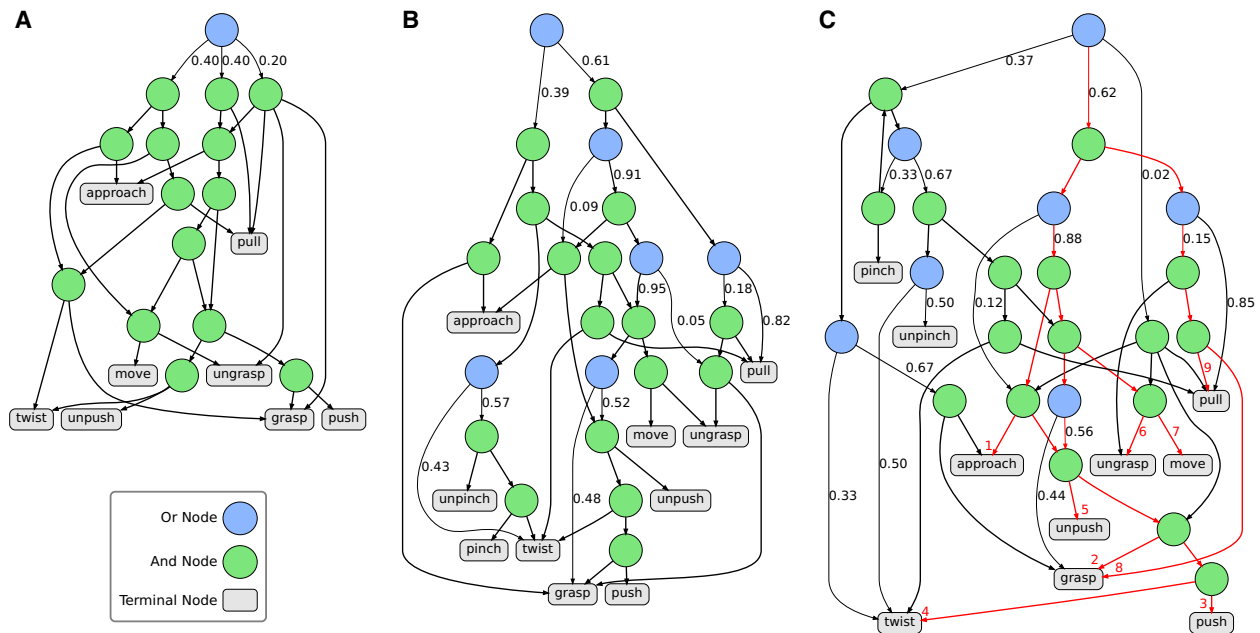 A
B
C
0.40 0.40 0.20
approach
pull
move
ungrasp
twist
unpush
grasp
push
Or Node
And Node
Terminal Node
0.61
0.39
0.91
0.09
0.95
0.18
0.05
0.82
approach
pull
0.57
0.52
move
ungrasp
0.43
unpinch
0.48
unpush
pinch
twist
grasp
push
0.37
0.62
0.33
0.67
0.02
0.88
0.15
pinch
0.50
0.12
0.85
unpinch
0.67
9
pull
0.56
1
6
7
approach
ungrasp
move
0.50
0.44
0.33
5
unpush
2
8
grasp
3
4
twist
push